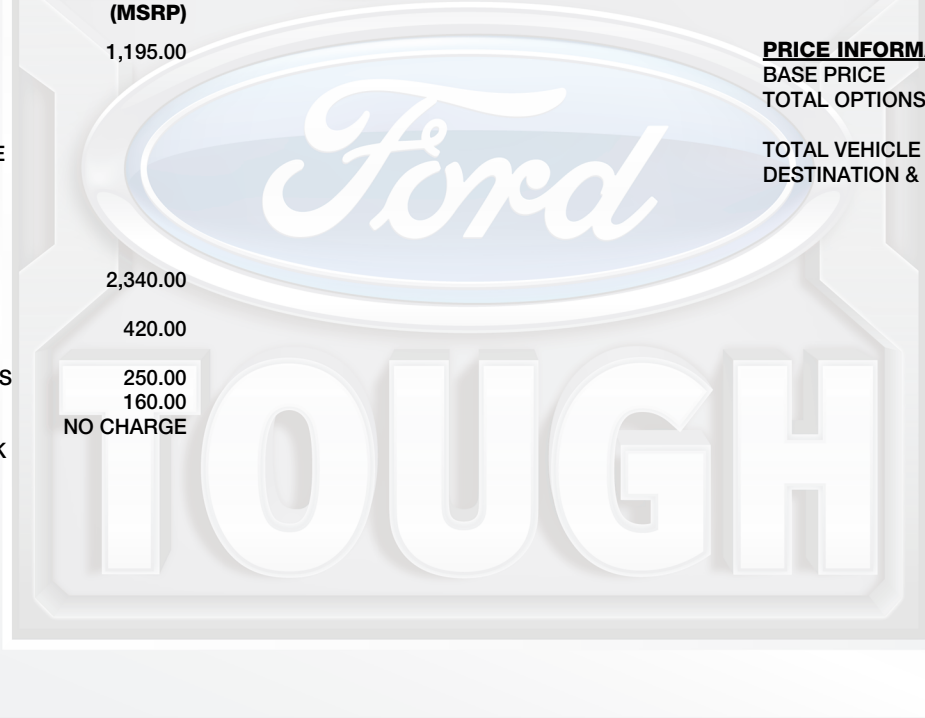 (MSRP)
1,195.00
PRICE INFORM
BASE PRICE
TOTAL OPTIONS
E
TOTAL VEHICLE
DESTINATION &
Ford
2,340.00
420.00
S 250.00
160.00
NO CHARGE
K
TOUGH